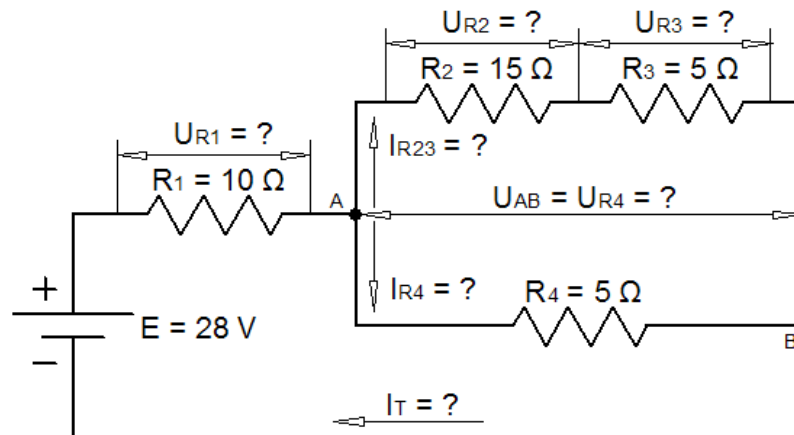 UR2 = ? UR3 = ?
R2 = 15 Ω R3 = 5 Ω
UR1 = ? IR23 = ?
R1 = 10 Ω
A UAB = UR4 = ?
+ IR4 = ? R4 = 5 Ω
E = 28 V B
−
IT = ?